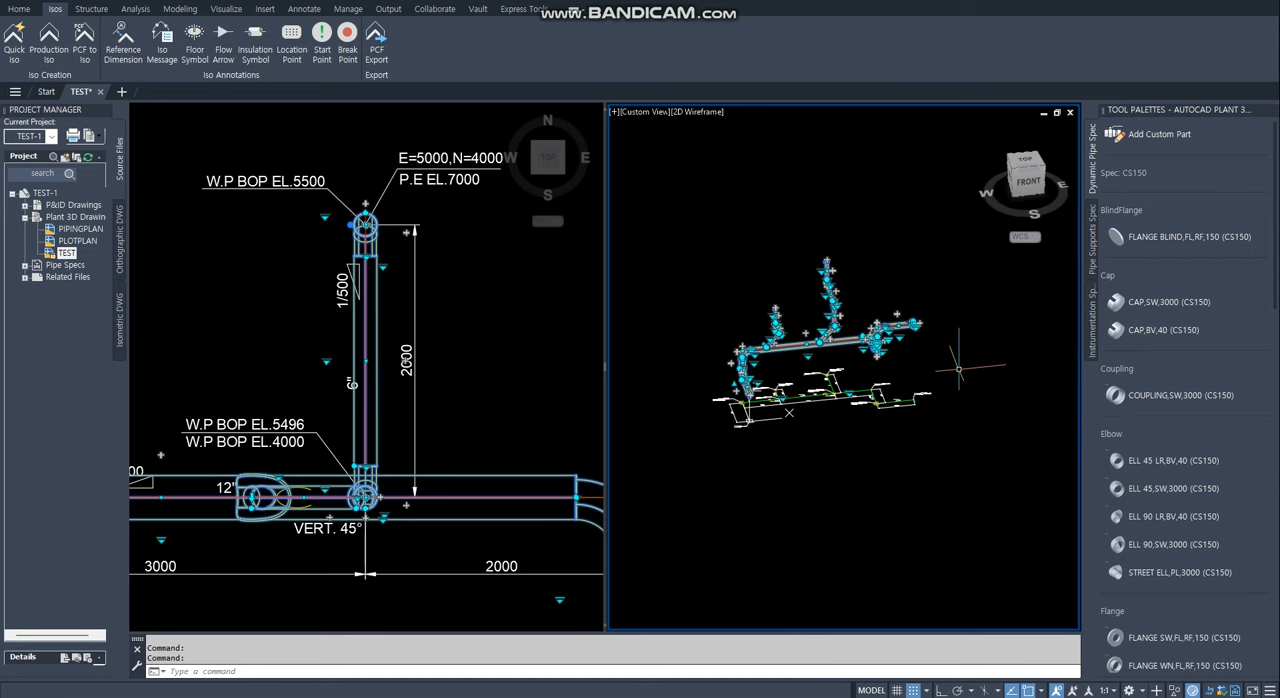 Home Isos Structure Analysis Modeling Visualize Insert Annotate Manage Output Collaborate Vault Express Tools
www.BANDICAM.com
Quick Iso
Production Iso
PCF to Iso
Reference Dimension
Iso Message
Floor Symbol
Flow Arrow
Insulation Symbol
Location Point
Start Point
Break Point
PCF Export
Iso Creation
Iso Annotations
Export
Start
TEST*
PROJECT MANAGER
Current Project:
TEST-1
Project
search
TEST-1
P&ID Drawings
Plant 3D Drawin
PIPINGPLAN
PLOTPLAN
TEST
Pipe Specs
Related Files
Source Files
Orthographic DWG
Isometric DWG
Details
N
W
E
S
TOP
WCS
E=5000,N=4000
W.P BOP EL.5500
P.E EL.7000
1/500
2000
6"
W.P BOP EL.5496
W.P BOP EL.4000
00
12"
VERT. 45°
3000
2000
[+][Custom View][2D Wireframe]
TOP
FRONT
W
E
S
WCS
Command:
Command:
Type a command
TOOL PALETTES - AUTOCAD PLANT 3...
Dynamic Pipe Spec
Pipe Supports Spec
Instrumentation Sp...
Add Custom Part
Spec: CS150
BlindFlange
FLANGE BLIND,FL,RF,150 (CS150)
Cap
CAP,SW,3000 (CS150)
CAP,BV,40 (CS150)
Coupling
COUPLING,SW,3000 (CS150)
Elbow
ELL 45 LR,BV,40 (CS150)
ELL 45,SW,3000 (CS150)
ELL 90 LR,BV,40 (CS150)
ELL 90,SW,3000 (CS150)
STREET ELL,PL,3000 (CS150)
Flange
FLANGE SW,FL,RF,150 (CS150)
FLANGE WN,FL,RF,150 (CS150)
MODEL
1:1